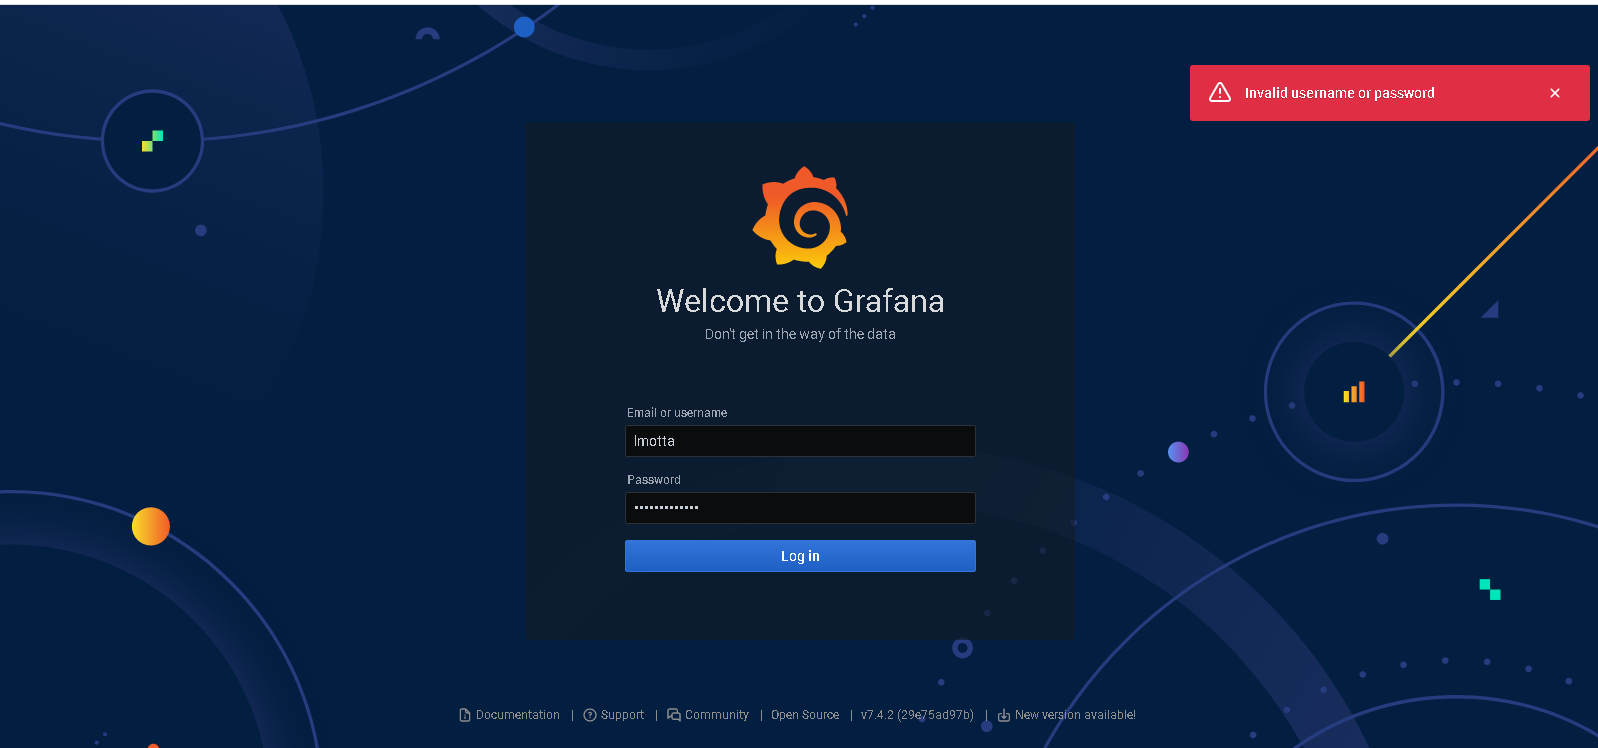 Invalid username or password
Welcome to Grafana
Don't get in the way of the data
Email or username
lmotta
Password
•••••••••••••
Log in
Documentation | Support | Community | Open Source | v7.4.2 (29e75ad97b) | New version available!